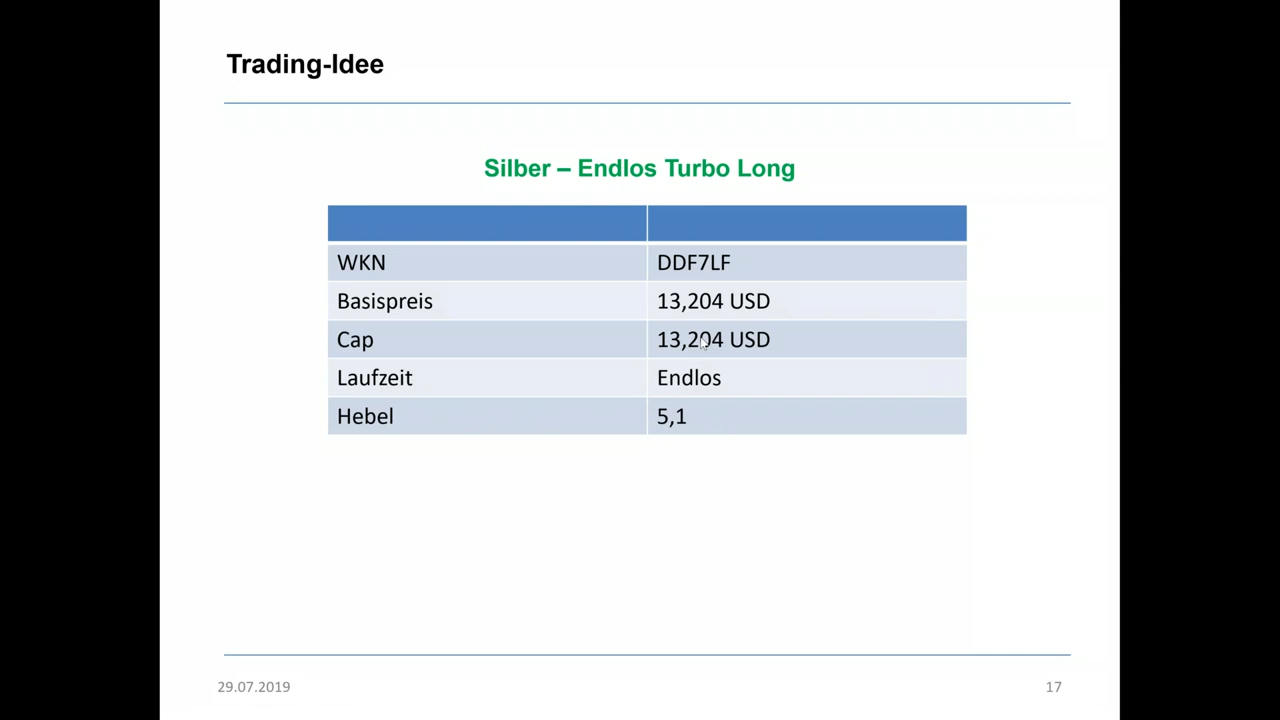 Trading-Idee
Silber – Endlos Turbo Long
WKN DDF7LF
Basispreis 13,204 USD
Cap 13,204 USD
Laufzeit Endlos
Hebel 5,1
29.07.2019 17